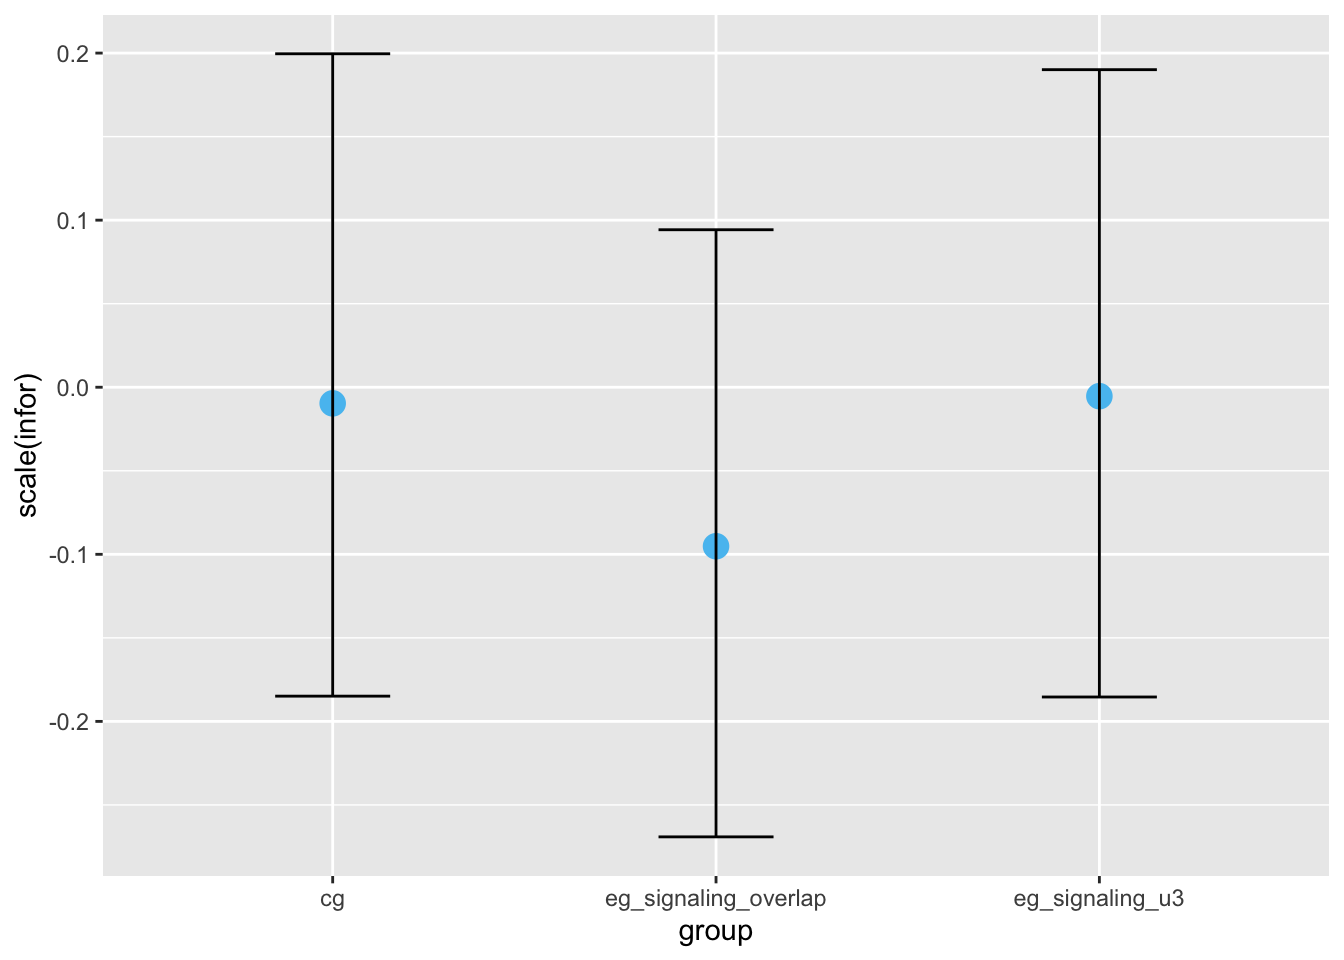 0.2
0.1
0.0
-0.1
-0.2
scale(infor)
cg
eg_signaling_overlap
eg_signaling_u3
group